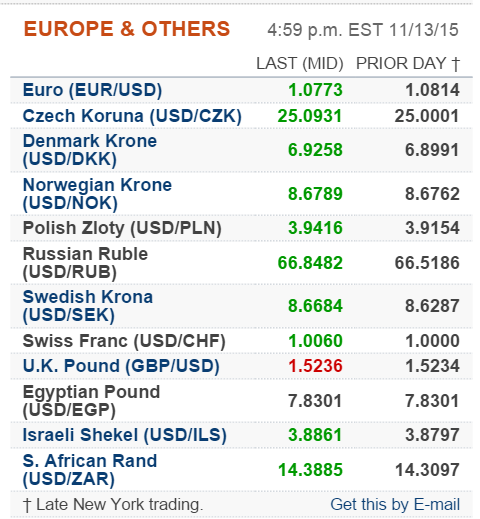 EUROPE & OTHERS 4:59 p.m. EST 11/13/15
LAST (MID) PRIOR DAY †
Euro (EUR/USD) 1.0773 1.0814
Czech Koruna (USD/CZK) 25.0931 25.0001
Denmark Krone
(USD/DKK) 6.9258 6.8991
Norwegian Krone
(USD/NOK) 8.6789 8.6762
Polish Zloty (USD/PLN) 3.9416 3.9154
Russian Ruble
(USD/RUB) 66.8482 66.5186
Swedish Krona
(USD/SEK) 8.6684 8.6287
Swiss Franc (USD/CHF) 1.0060 1.0000
U.K. Pound (GBP/USD) 1.5236 1.5234
Egyptian Pound
(USD/EGP) 7.8301 7.8301
Israeli Shekel (USD/ILS) 3.8861 3.8797
S. African Rand
(USD/ZAR) 14.3885 14.3097
† Late New York trading. Get this by E-mail